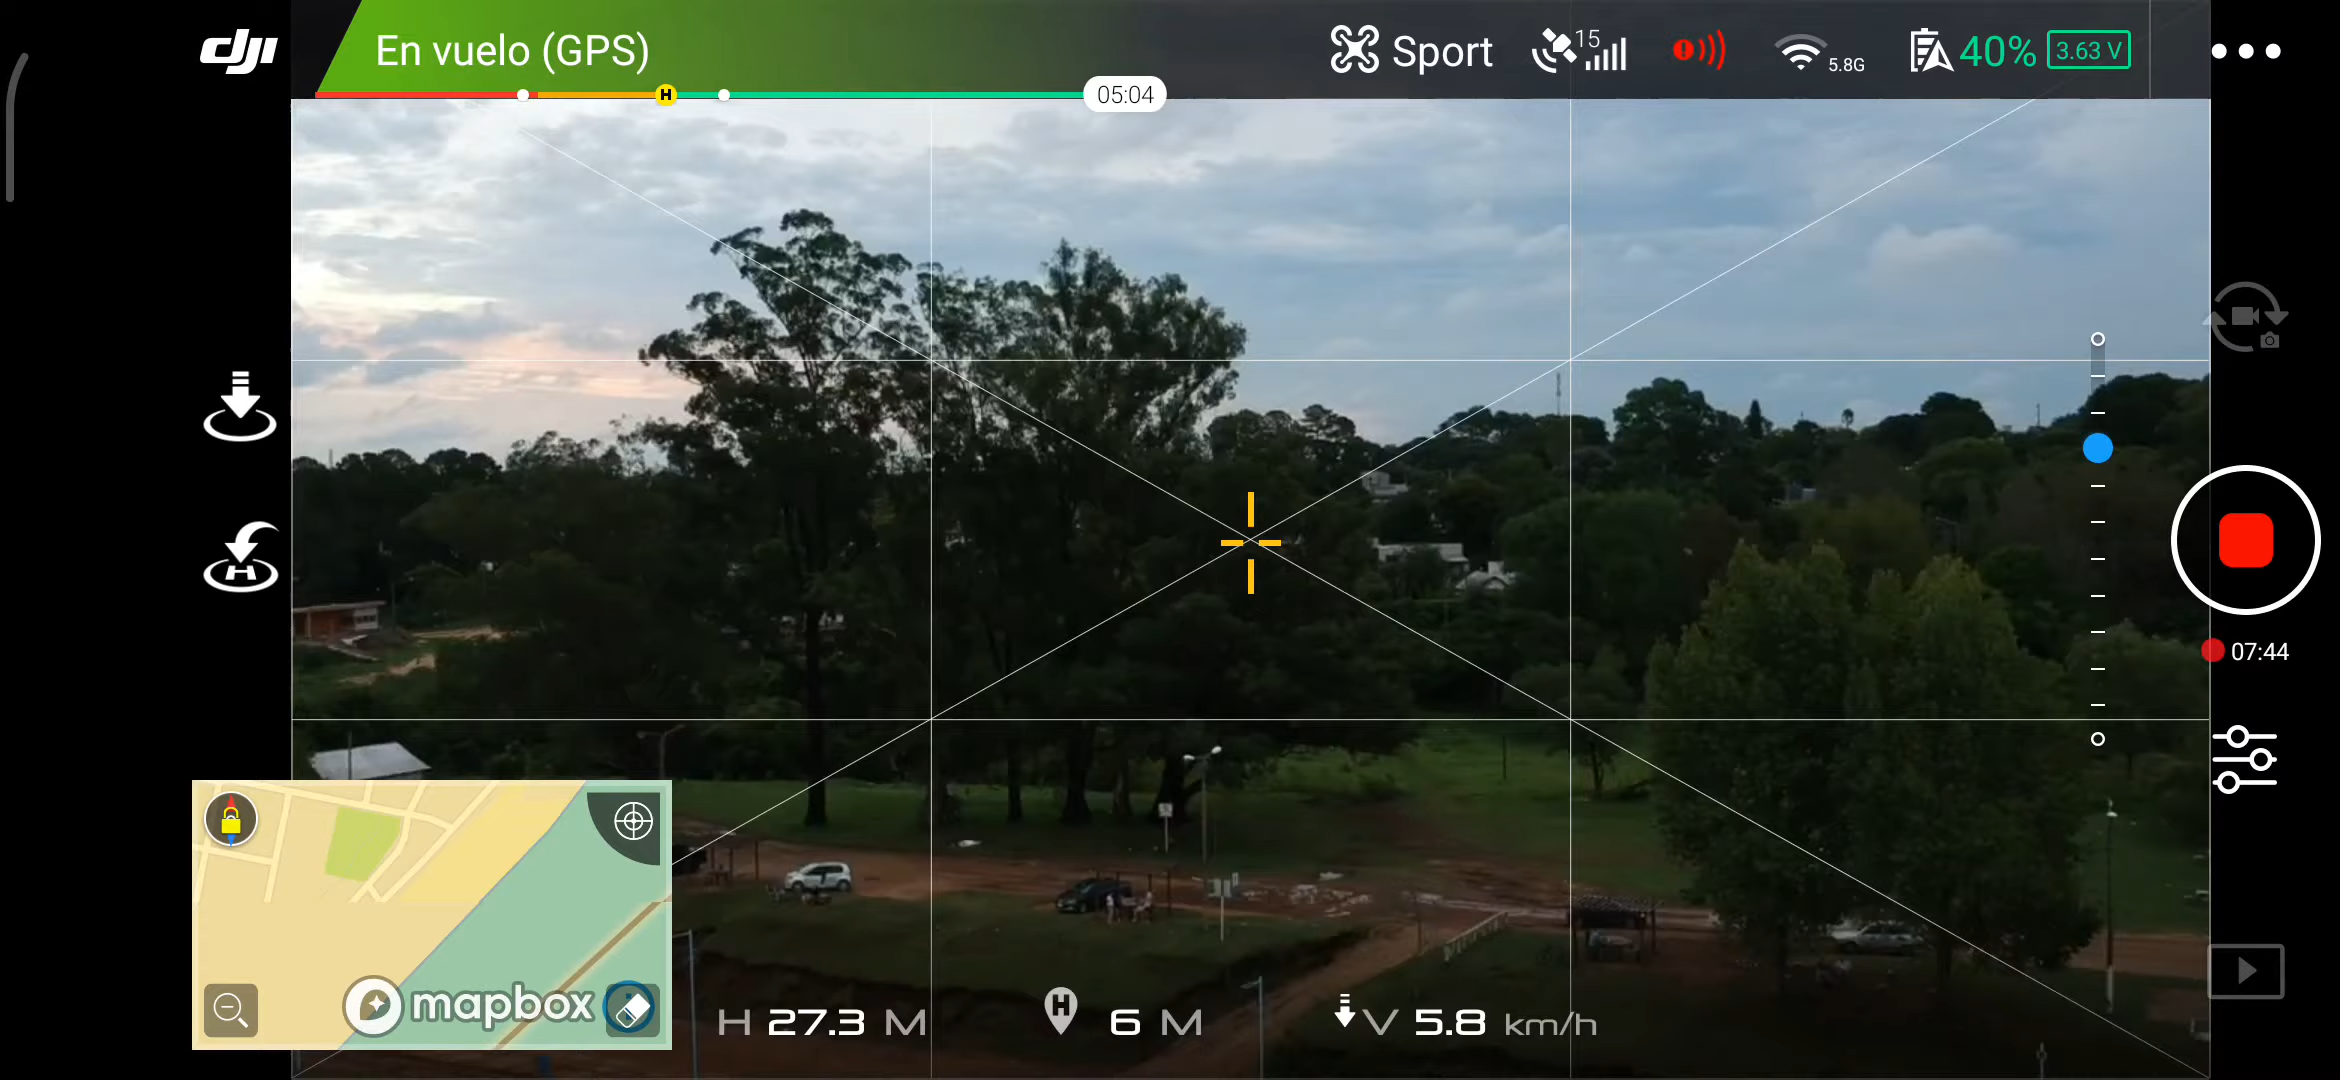 dji
En vuelo (GPS)
Sport
15
5.8G
40%
3.63 V
H
05:04
H
07:44
mapbox
H 27.3 M
H 6 M
V 5.8 km/h